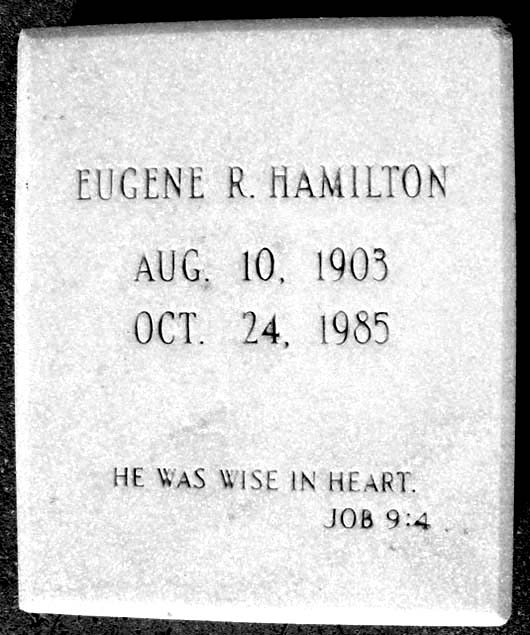 EUGENE R. HAMILTON
AUG. 10, 1903
OCT. 24, 1985
HE WAS WISE IN HEART.
JOB 9:4